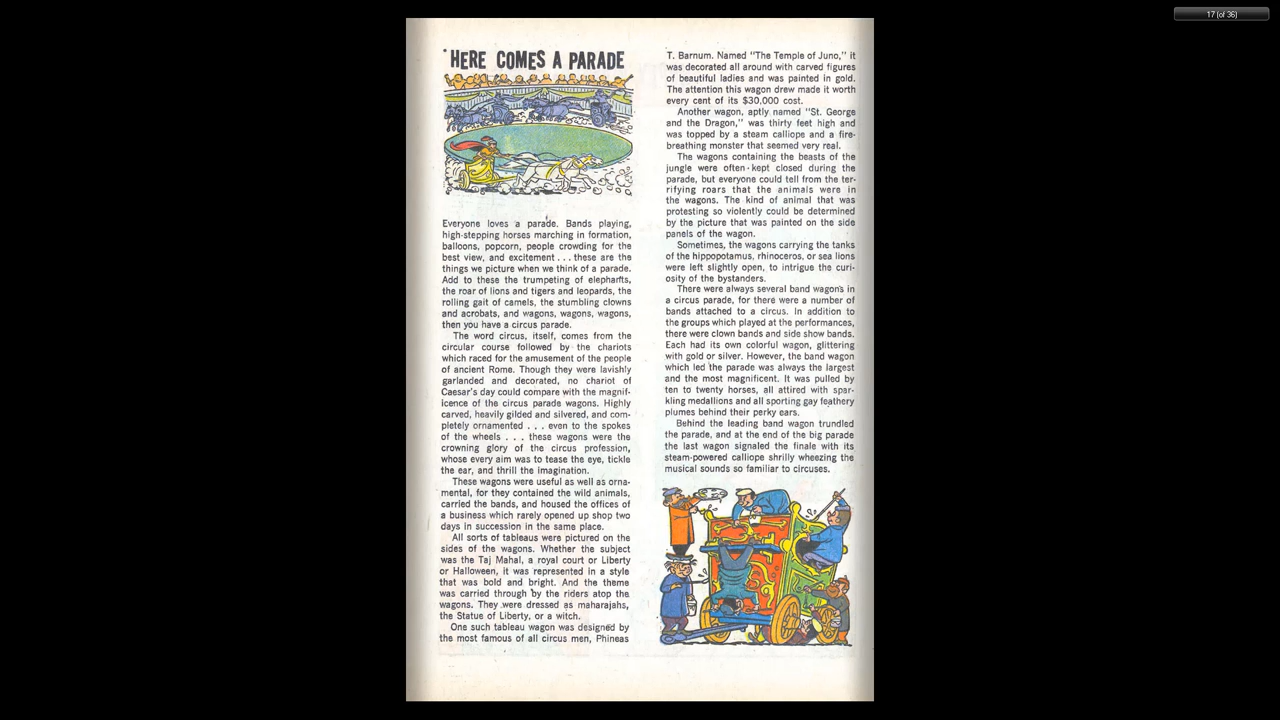 17 (of 36)
HERE COMES A PARADE
Everyone loves a parade. Bands playing,
high-stepping horses marching in formation,
balloons, popcorn, people crowding for the
best view, and excitement . . . these are the
things we picture when we think of a parade.
Add to these the trumpeting of elephants,
the roar of lions and tigers and leopards, the
rolling gait of camels, the stumbling clowns
and acrobats, and wagons, wagons, wagons,
then you have a circus parade.
The word circus, itself, comes from the
circular course followed by the chariots
which raced for the amusement of the people
of ancient Rome. Though they were lavishly
garlanded and decorated, no chariot of
Caesar's day could compare with the magnif-
icence of the circus parade wagons. Highly
carved, heavily gilded and silvered, and com-
pletely ornamented . . . even to the spokes
of the wheels . . . these wagons were the
crowning glory of the circus profession,
whose every aim was to tease the eye, tickle
the ear, and thrill the imagination.
These wagons were useful as well as orna-
mental, for they contained the wild animals,
carried the bands, and housed the offices of
a business which rarely opened up shop two
days in succession in the same place.
All sorts of tableaus were pictured on the
sides of the wagons. Whether the subject
was the Taj Mahal, a royal court or Liberty
or Halloween, it was represented in a style
that was bold and bright. And the theme
was carried through by the riders atop the
wagons. They were dressed as maharajahs,
the Statue of Liberty, or a witch.
One such tableau wagon was designed by
the most famous of all circus men, Phineas
T. Barnum. Named "The Temple of Juno," it
was decorated all around with carved figures
of beautiful ladies and was painted in gold.
The attention this wagon drew made it worth
every cent of its $30,000 cost.
Another wagon, aptly named "St. George
and the Dragon," was thirty feet high and
was topped by a steam calliope and a fire-
breathing monster that seemed very real.
The wagons containing the beasts of the
jungle were often kept closed during the
parade, but everyone could tell from the ter-
rifying roars that the animals were in
the wagons. The kind of animal that was
protesting so violently could be determined
by the picture that was painted on the side
panels of the wagon.
Sometimes, the wagons carrying the tanks
of the hippopotamus, rhinoceros, or sea lions
were left slightly open, to intrigue the curi-
osity of the bystanders.
There were always several band wagons in
a circus parade, for there were a number of
bands attached to a circus. In addition to
the groups which played at the performances,
there were clown bands and side show bands.
Each had its own colorful wagon, glittering
with gold or silver. However, the band wagon
which led the parade was always the largest
and the most magnificent. It was pulled by
ten to twenty horses, all attired with spar-
kling medallions and all sporting gay feathery
plumes behind their perky ears.
Behind the leading band wagon trundled
the parade, and at the end of the big parade
the last wagon signaled the finale with its
steam-powered calliope shrilly wheezing the
musical sounds so familiar to circuses.